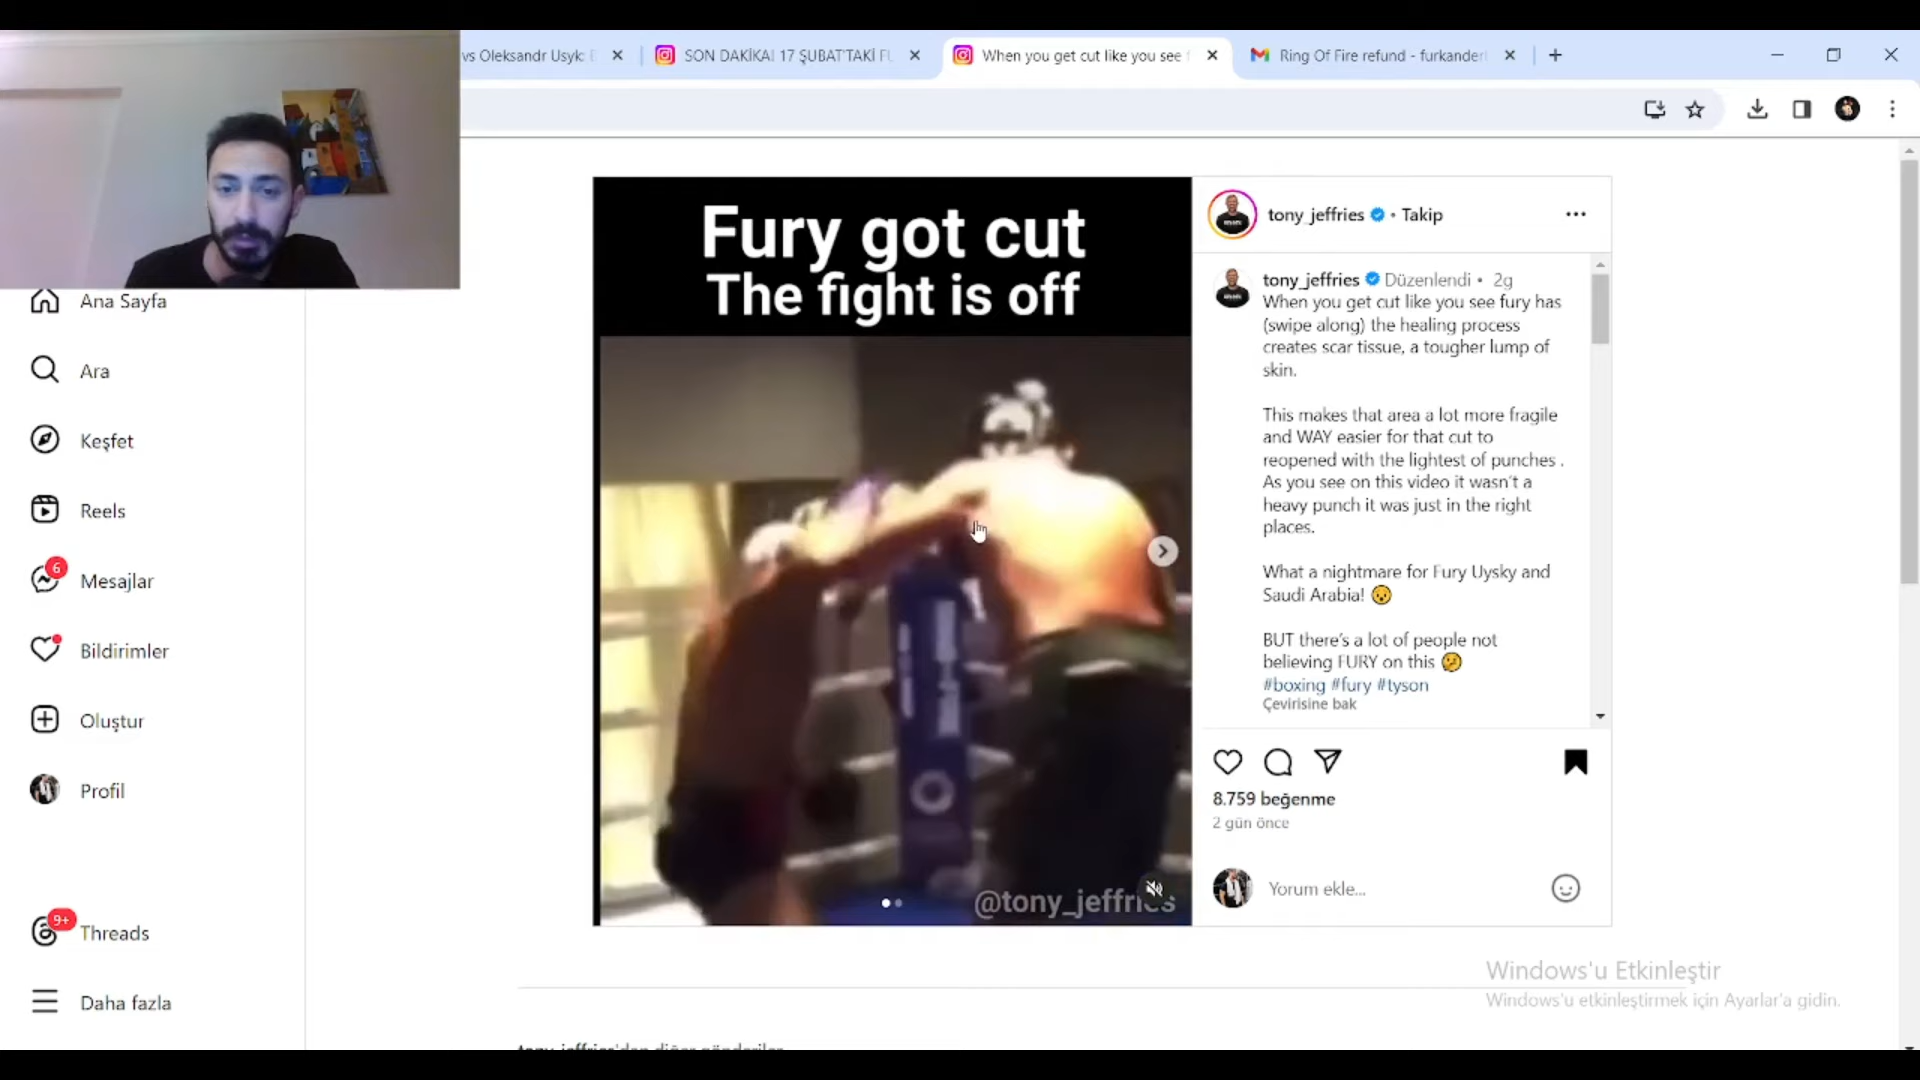 vs Oleksandr Usyk:
SON DAKİKA! 17 ŞUBAT'TAKİ
When you get cut like you see
Ring Of Fire refund - furkander
Fury got cut
The fight is off
@tony_jeffries
Ana Sayfa
Ara
Keşfet
Reels
6
Mesajlar
Bildirimler
Oluştur
Profil
9+
Threads
Daha fazla
tony_jeffries • Takip
tony_jeffries Düzenlendi • 2g
When you get cut like you see fury has
(swipe along) the healing process
creates scar tissue, a tougher lump of
skin.
This makes that area a lot more fragile
and WAY easier for that cut to
reopened with the lightest of punches .
As you see on this video it wasn't a
heavy punch it was just in the right
places.
What a nightmare for Fury Uysky and
Saudi Arabia! 😯
BUT there's a lot of people not
believing FURY on this 🤔
#boxing #fury #tyson
Çevirisine bak
8.759 beğenme
2 gün önce
Yorum ekle...
Windows'u Etkinleştir
Windows'u etkinleştirmek için Ayarlar'a gidin.
tony_jeffries'den diğer gönderiler